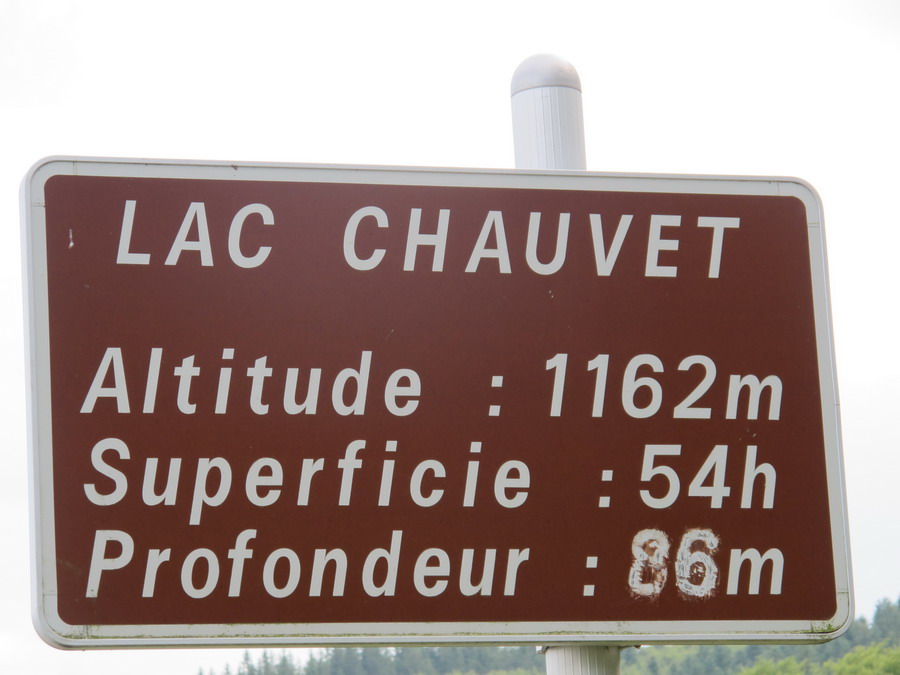 LAC CHAUVET
Altitude : 1162m
Superficie : 54h
Profondeur : 86m